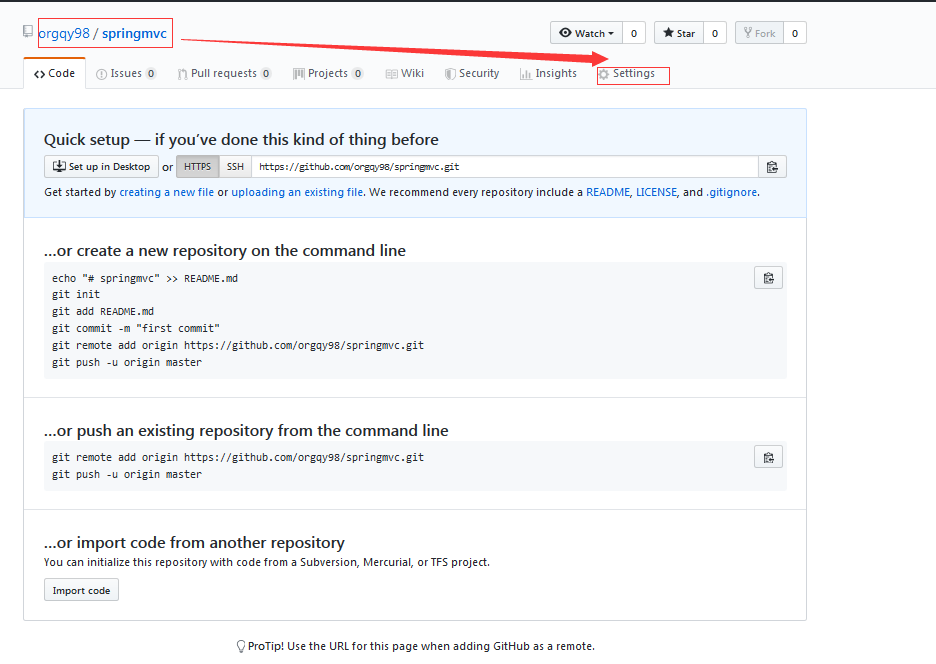 orgqy98 / springmvc
Watch 0 Star 0 Fork 0
Code Issues 0 Pull requests 0 Projects 0 Wiki Security Insights Settings
Quick setup — if you’ve done this kind of thing before
Set up in Desktop or HTTPS SSH https://github.com/orgqy98/springmvc.git
Get started by creating a new file or uploading an existing file. We recommend every repository include a README, LICENSE, and .gitignore.
…or create a new repository on the command line
echo "# springmvc" >> README.md
git init
git add README.md
git commit -m "first commit"
git remote add origin https://github.com/orgqy98/springmvc.git
git push -u origin master
…or push an existing repository from the command line
git remote add origin https://github.com/orgqy98/springmvc.git
git push -u origin master
…or import code from another repository
You can initialize this repository with code from a Subversion, Mercurial, or TFS project.
Import code
ProTip! Use the URL for this page when adding GitHub as a remote.